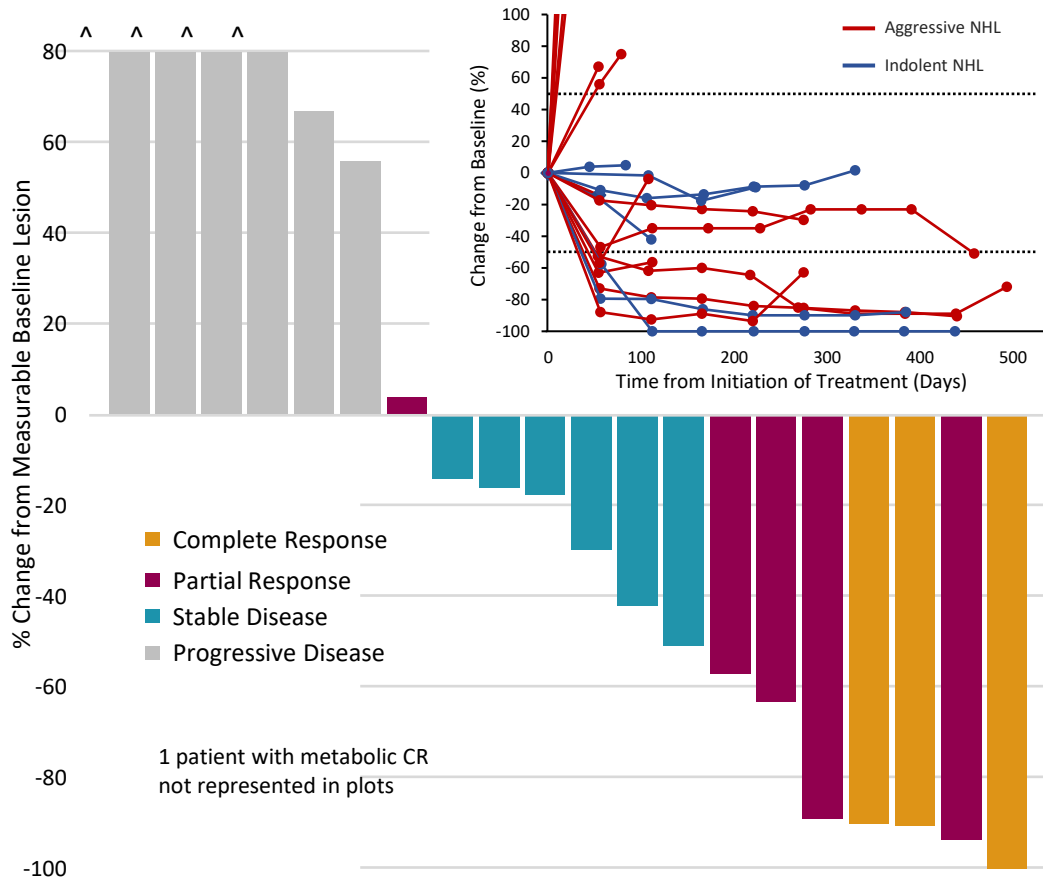 ^ ^ ^ ^
80
60
40
20
0
-20
-40
-60
-80
-100
% Change from Measurable Baseline Lesion
Complete Response
Partial Response
Stable Disease
Progressive Disease
1 patient with metabolic CR
not represented in plots
100
80
60
40
20
0
-20
-40
-60
-80
-100
Change from Baseline (%)
Aggressive NHL
Indolent NHL
0 100 200 300 400 500
Time from Initiation of Treatment (Days)